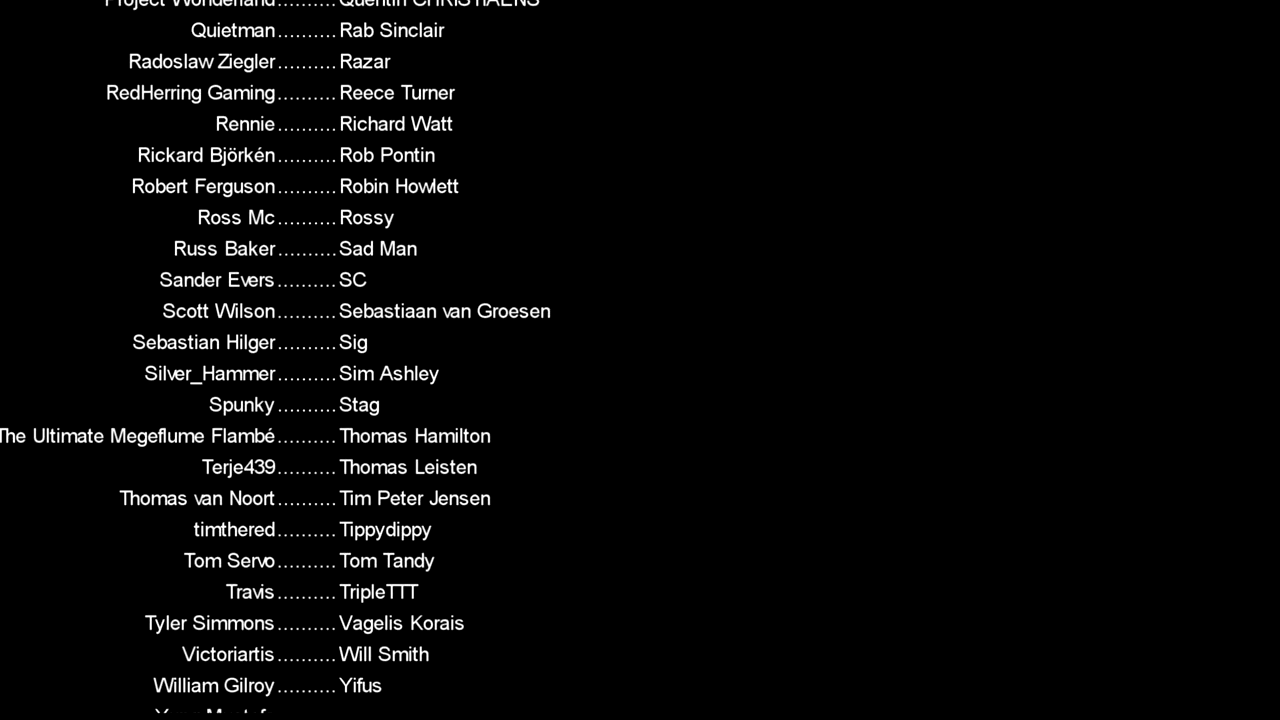 Project Wonderland..........Quentin CHRISTIAENS
Quietman..........Rab Sinclair
Radoslaw Ziegler..........Razar
RedHerring Gaming..........Reece Turner
Rennie..........Richard Watt
Rickard Björkén..........Rob Pontin
Robert Ferguson..........Robin Howlett
Ross Mc..........Rossy
Russ Baker..........Sad Man
Sander Evers..........SC
Scott Wilson..........Sebastiaan van Groesen
Sebastian Hilger..........Sig
Silver_Hammer..........Sim Ashley
Spunky..........Stag
The Ultimate Megeflume Flambé..........Thomas Hamilton
Terje439..........Thomas Leisten
Thomas van Noort..........Tim Peter Jensen
timthered..........Tippydippy
Tom Servo..........Tom Tandy
Travis..........TripleTTT
Tyler Simmons..........Vagelis Korais
Victoriartis..........Will Smith
William Gilroy..........Yifus